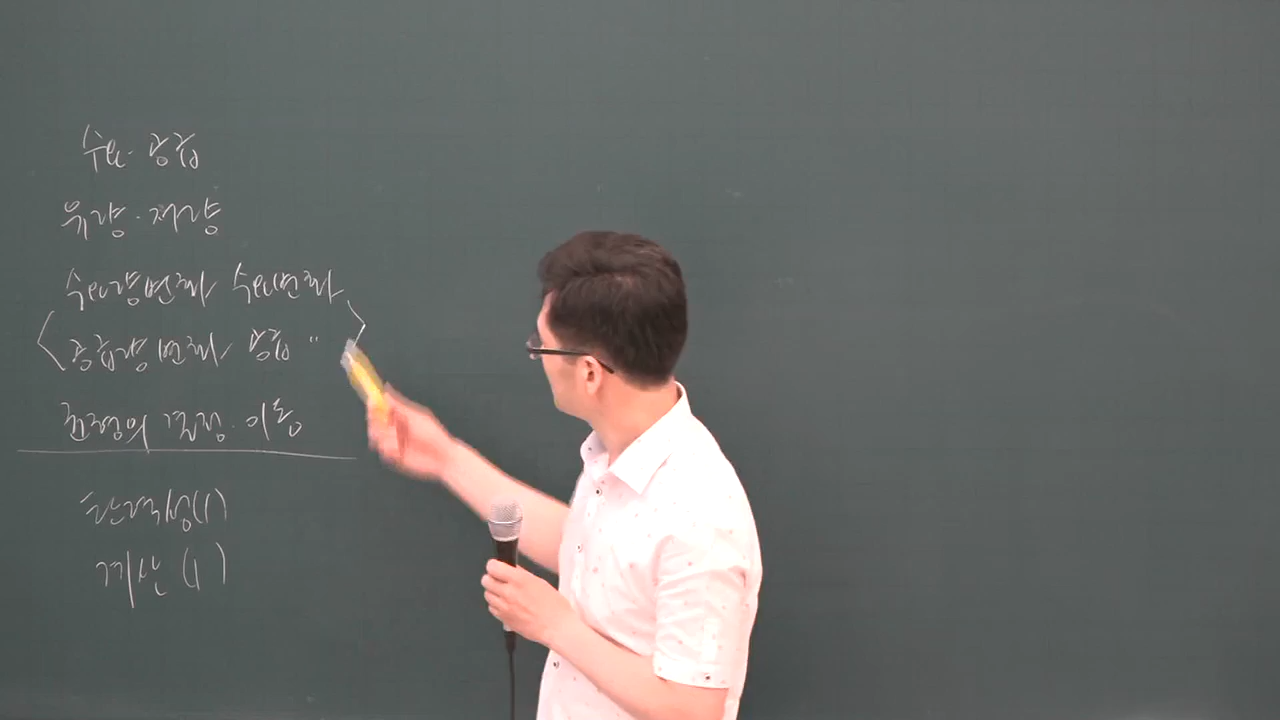 수요·공급
유량·저량
수요량변화 수요변화
공급량변화 공급 〃
균형의 결정·이동
탄력성(1)
계산 (1)